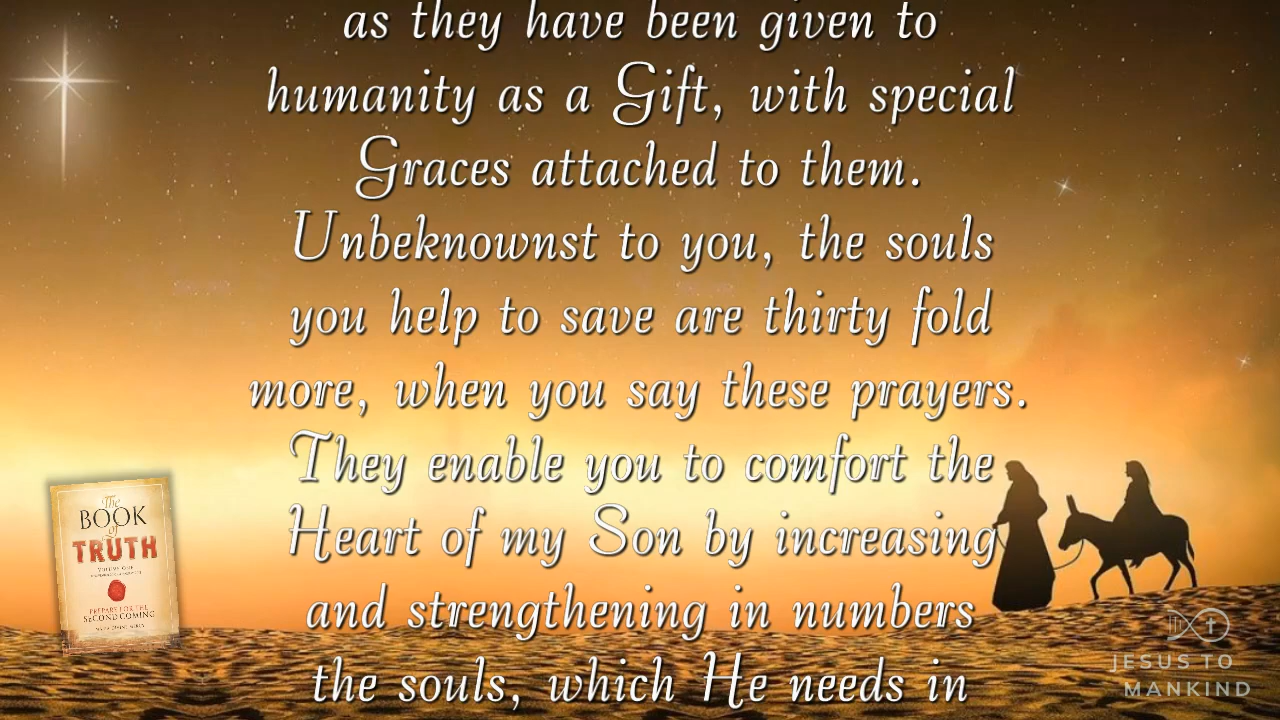 as they have been given to
humanity as a Gift, with special
Graces attached to them.
Unbeknownst to you, the souls
you help to save are thirty fold
more, when you say these prayers.
They enable you to comfort the
Heart of my Son by increasing
and strengthening in numbers
the souls, which He needs in
The
BOOK
of
TRUTH
VOLUME ONE
PREPARE FOR THE
SECOND COMING
JESUS TO
MANKIND